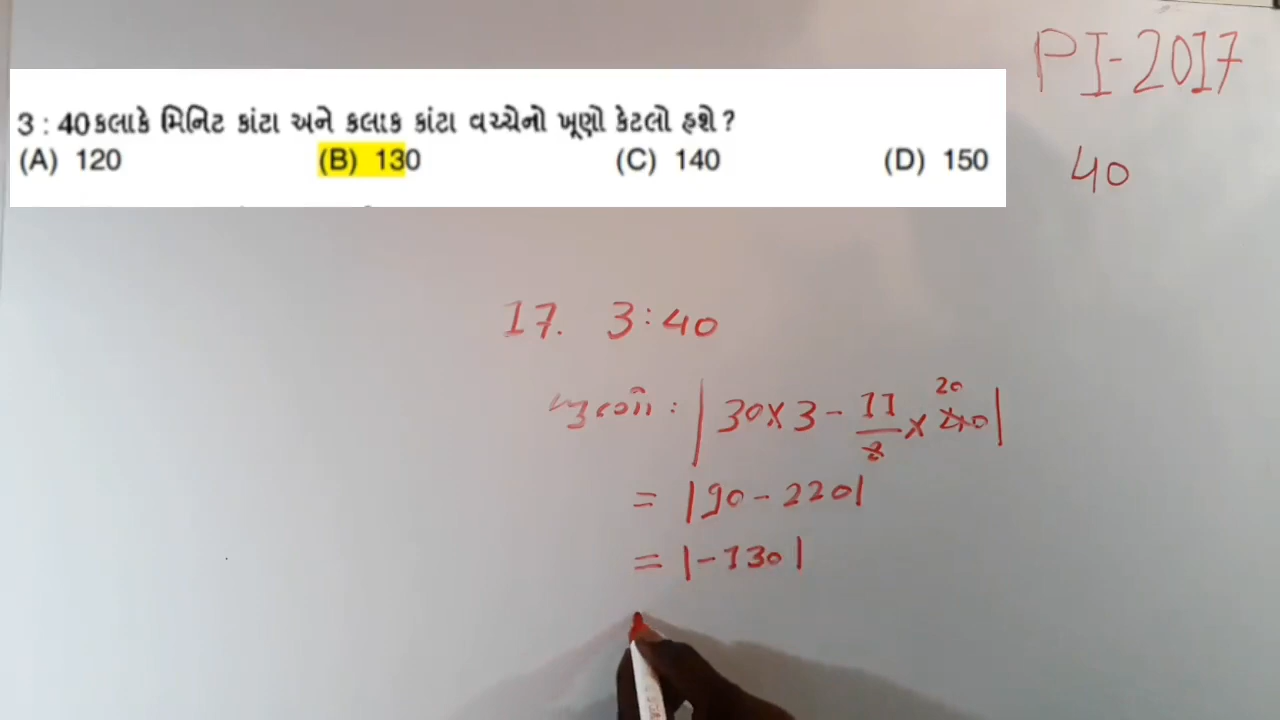 PI-2017
3 : 40 કલાકે મિનિટ કાંટા અને કલાક કાંટા વચ્ચેનો ખૂણો કેટલો હશે ?
(A) 120 (B) 130 (C) 140 (D) 150
40
17. 3:40
20
: | 30 x 3 - 11/2 x 40 |
= | 90 - 220 |
= | - 130 |